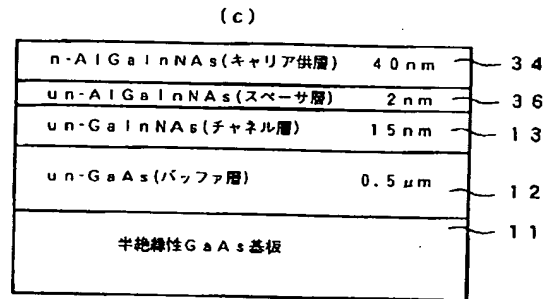 (c)
n-AlGaInNAs(キャリア供層) 40nm 34
un-AlGaInNAs(スペーサ層) 2nm 36
un-GaInNAs(チャネル層) 15nm 13
un-GaAs(バッファ層) 0.5μm 12
11
半絶縁性GaAs基板